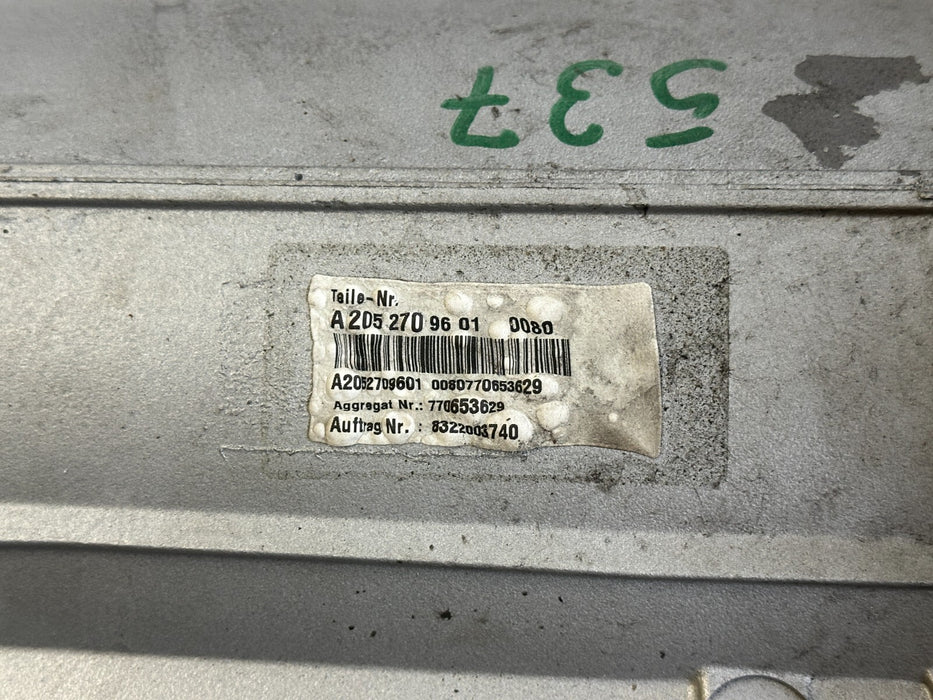 537
Teile-Nr.
A 205 270 96 01 0080
A2052709601 0080770653629
Aggregat Nr.: 770653629
Auftrag Nr. : 8322003740